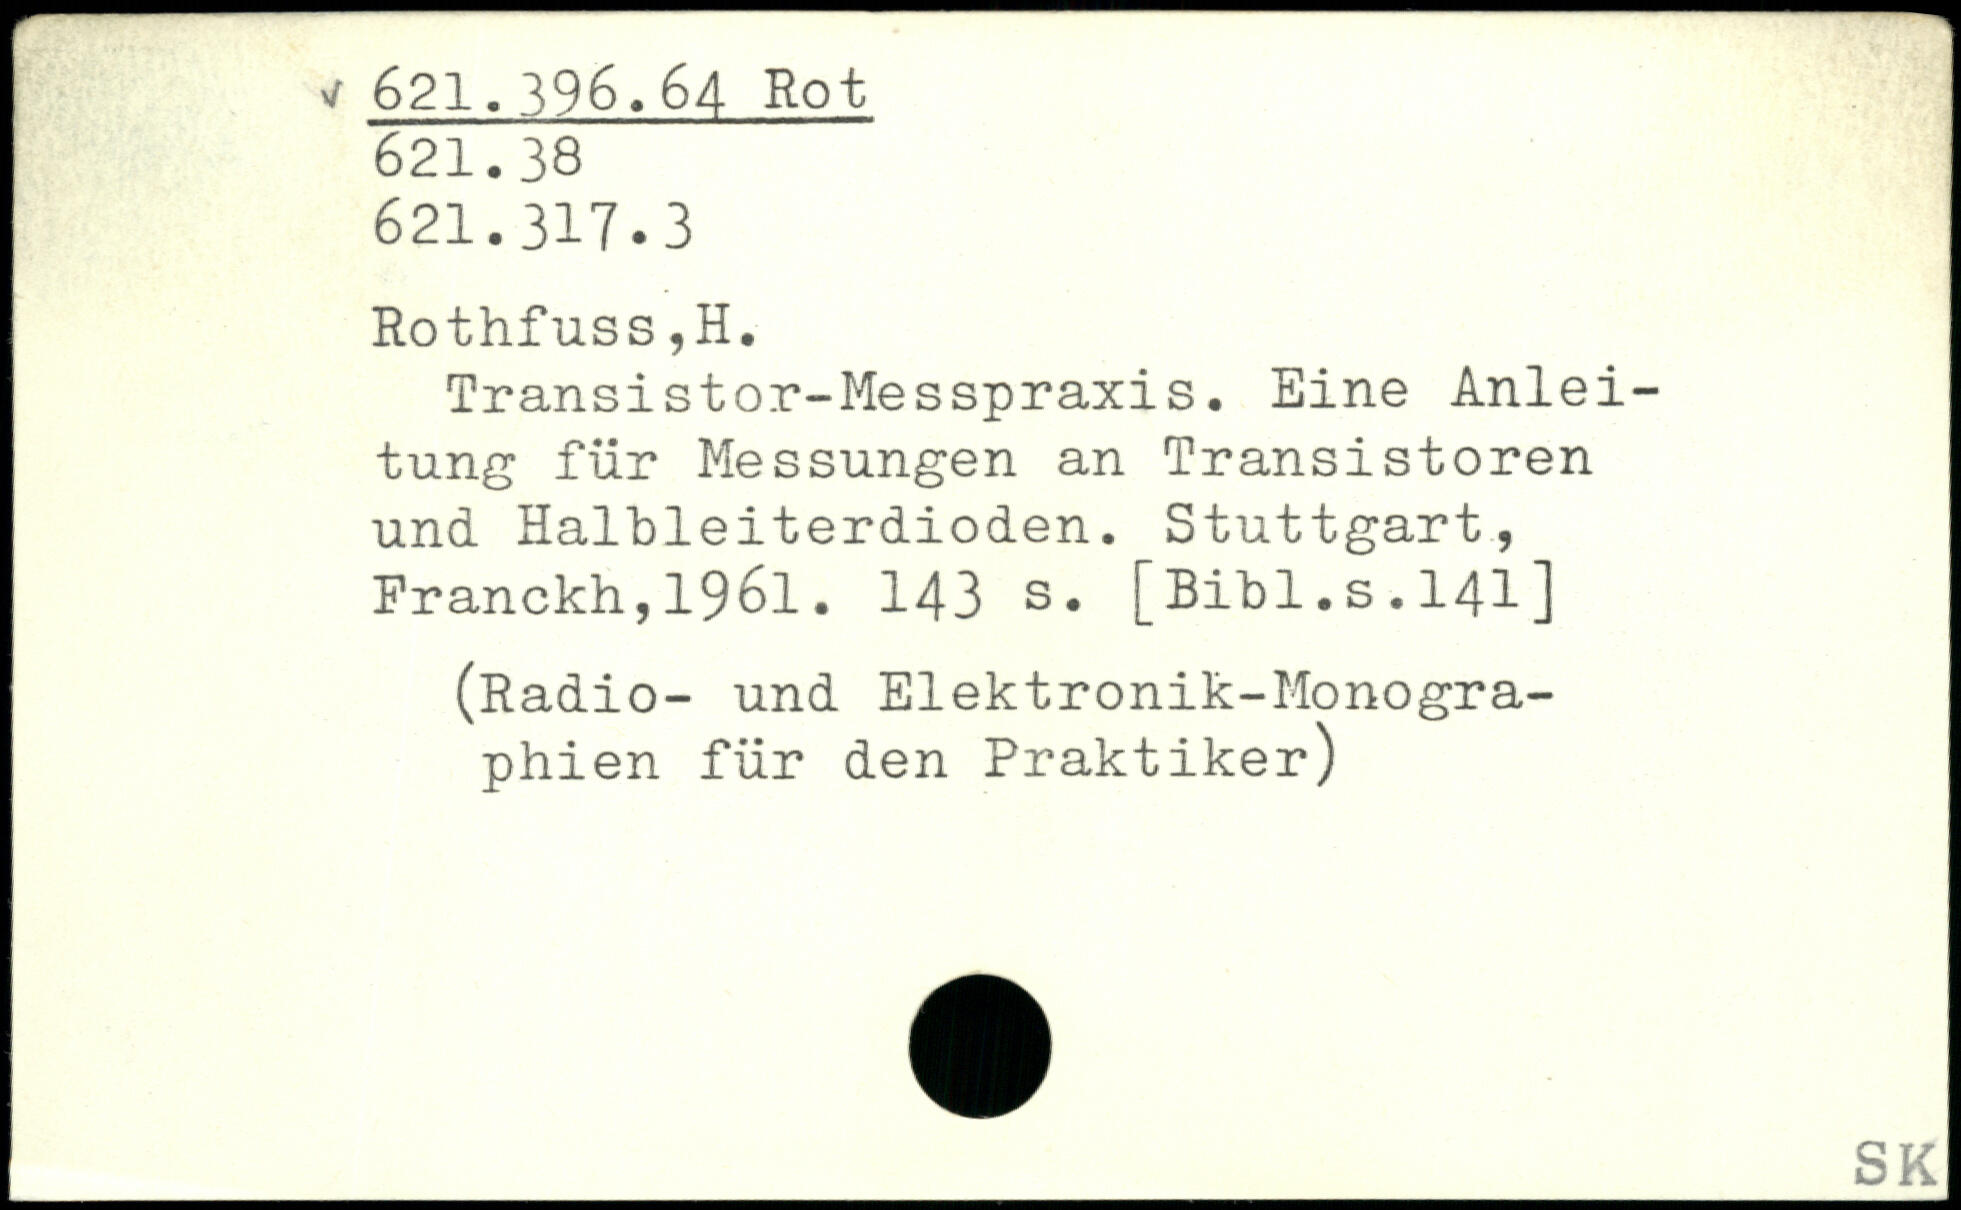 ✓ 621.396.64 Rot
621.38
621.317.3
Rothfuss,H.
Transistor-Messpraxis. Eine Anlei-
tung für Messungen an Transistoren
und Halbleiterdioden. Stuttgart,
Franckh,1961. 143 s. [Bibl.s.141]
(Radio- und Elektronik-Monogra-
phien für den Praktiker)
SK